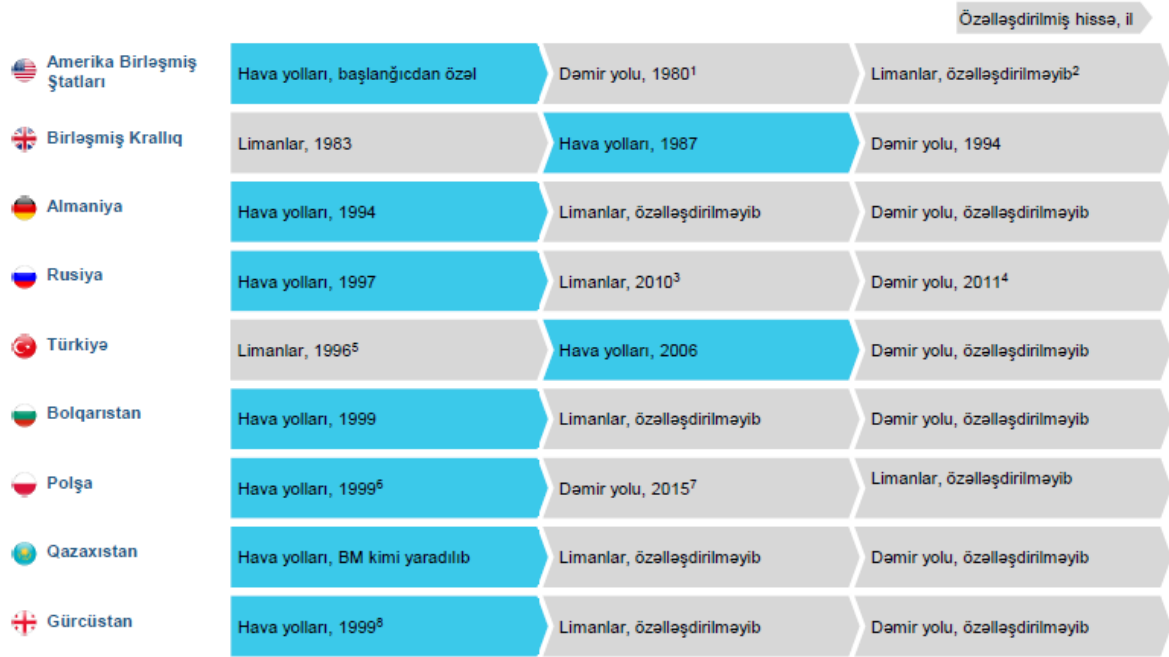 Özəlləşdirilmiş hissə, il
Amerika Birləşmiş
Ştatları
Hava yolları, başlanğıcdan özəl
Dəmir yolu, 1980¹
Limanlar, özəlləşdirilməyib²
Birləşmiş Krallıq
Limanlar, 1983
Hava yolları, 1987
Dəmir yolu, 1994
Almaniya
Hava yolları, 1994
Limanlar, özəlləşdirilməyib
Dəmir yolu, özəlləşdirilməyib
Rusiya
Hava yolları, 1997
Limanlar, 2010³
Dəmir yolu, 2011⁴
Türkiyə
Limanlar, 1996⁵
Hava yolları, 2006
Dəmir yolu, özəlləşdirilməyib
Bolqarıstan
Hava yolları, 1999
Limanlar, özəlləşdirilməyib
Dəmir yolu, özəlləşdirilməyib
Polşa
Hava yolları, 1999⁶
Dəmir yolu, 2015⁷
Limanlar, özəlləşdirilməyib
Qazaxıstan
Hava yolları, BM kimi yaradılıb
Limanlar, özəlləşdirilməyib
Dəmir yolu, özəlləşdirilməyib
Gürcüstan
Hava yolları, 1999⁸
Limanlar, özəlləşdirilməyib
Dəmir yolu, özəlləşdirilməyib